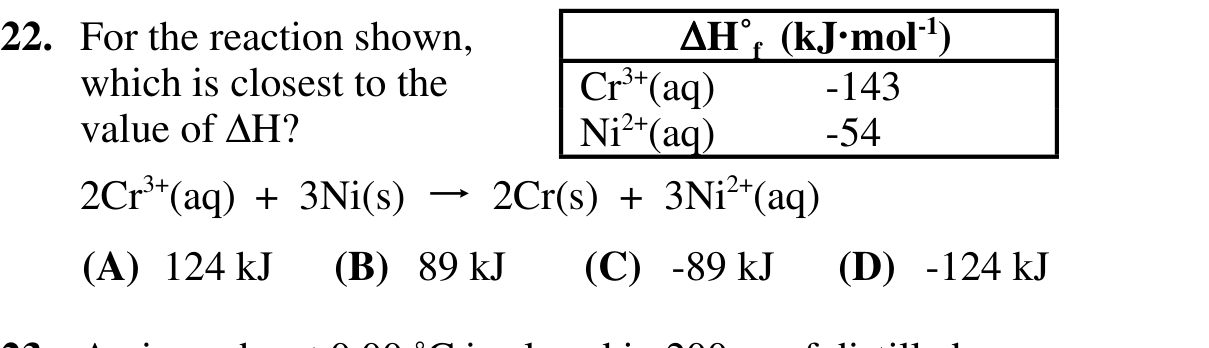 22. For the reaction shown,
which is closest to the
value of ΔH?
ΔH°f (kJ·mol-1)
Cr3+(aq) -143
Ni2+(aq) -54
2Cr3+(aq) + 3Ni(s) → 2Cr(s) + 3Ni2+(aq)
(A) 124 kJ (B) 89 kJ (C) -89 kJ (D) -124 kJ